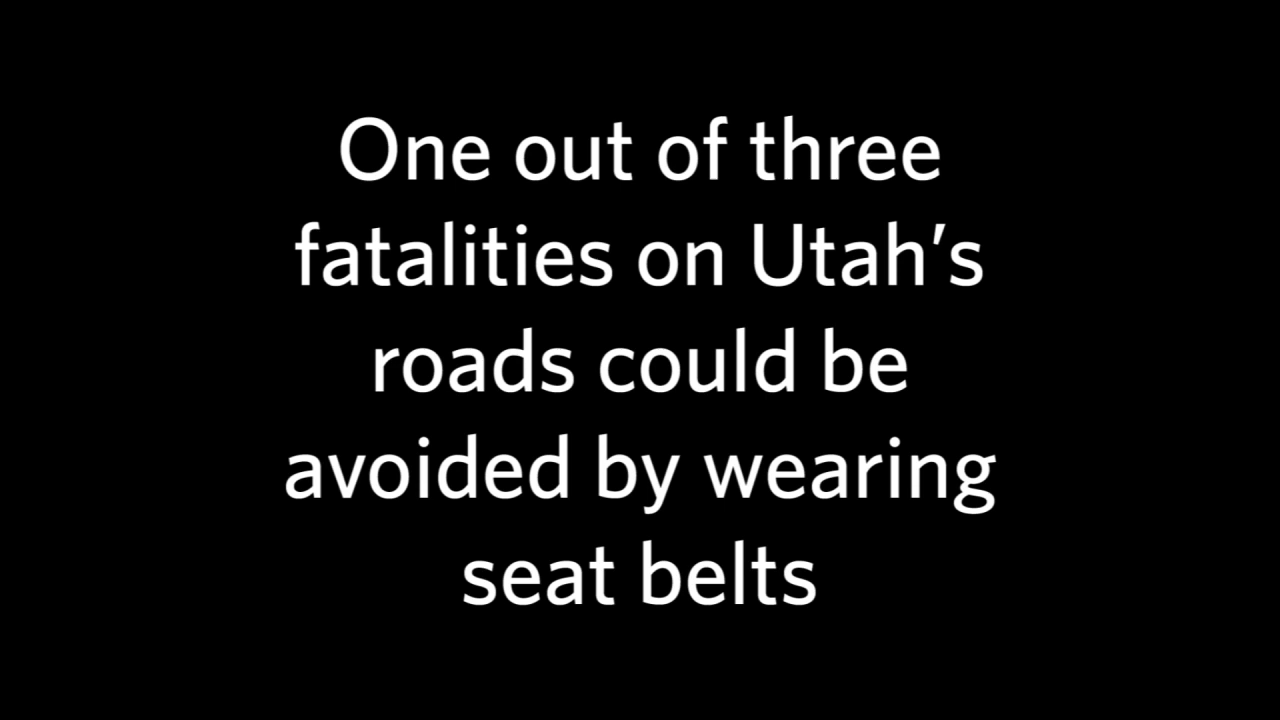 One out of three
fatalities on Utah’s
roads could be
avoided by wearing
seat belts